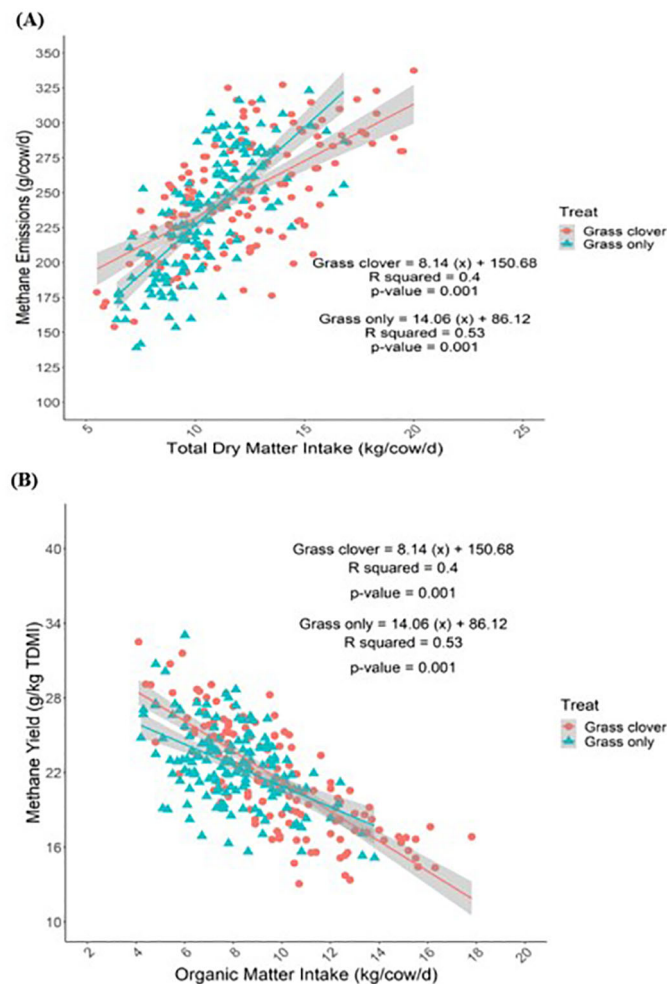 (A)
350
325
300
275
250
225
200
175
150
125
100
Methane Emissions (g/cow/d)
Treat
Grass clover
Grass only
Grass clover = 8.14 (x) + 150.68
R squared = 0.4
p-value = 0.001
Grass only = 14.06 (x) + 86.12
R squared = 0.53
p-value = 0.001
5
10
15
20
25
Total Dry Matter Intake (kg/cow/d)
(B)
40
34
28
22
16
10
Methane Yield (g/kg TDMI)
Grass clover = 8.14 (x) + 150.68
R squared = 0.4
p-value = 0.001
Grass only = 14.06 (x) + 86.12
R squared = 0.53
p-value = 0.001
Treat
Grass clover
Grass only
2
4
6
8
10
12
14
16
18
20
Organic Matter Intake (kg/cow/d)